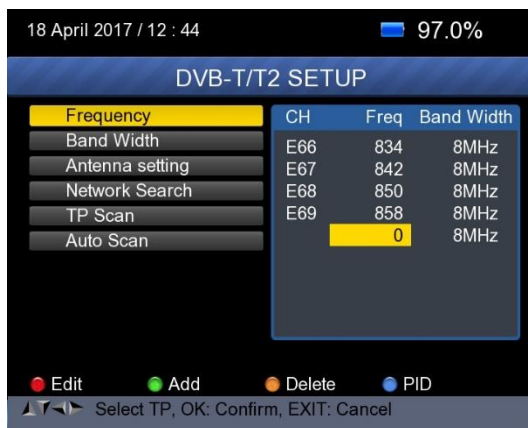 18 April 2017 / 12 : 44 97.0%
DVB-T/T2 SETUP
Frequency
Band Width
Antenna setting
Network Search
TP Scan
Auto Scan
CH Freq Band Width
E66 834 8MHz
E67 842 8MHz
E68 850 8MHz
E69 858 8MHz
0 8MHz
Edit Add Delete PID
Select TP, OK: Confirm, EXIT: Cancel